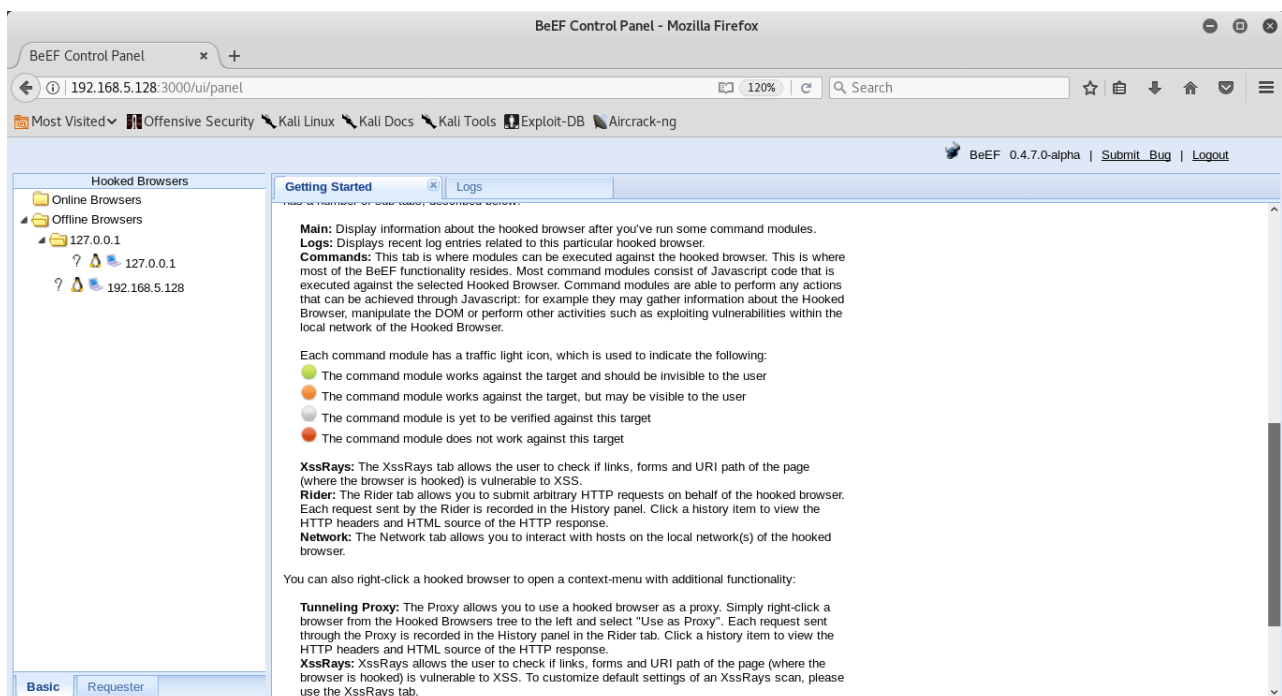 BeEF Control Panel - Mozilla Firefox
BeEF Control Panel
192.168.5.128:3000/ui/panel
120%
Search
Most Visited
Offensive Security
Kali Linux
Kali Docs
Kali Tools
Exploit-DB
Aircrack-ng
BeEF 0.4.7.0-alpha | Submit Bug | Logout
Hooked Browsers
Online Browsers
Offline Browsers
127.0.0.1
? 127.0.0.1
? 192.168.5.128
Basic
Requester
Getting Started
Logs
has a number of sub-tabs, described below:
Main: Display information about the hooked browser after you've run some command modules.
Logs: Displays recent log entries related to this particular hooked browser.
Commands: This tab is where modules can be executed against the hooked browser. This is where
most of the BeEF functionality resides. Most command modules consist of Javascript code that is
executed against the selected Hooked Browser. Command modules are able to perform any actions
that can be achieved through Javascript: for example they may gather information about the Hooked
Browser, manipulate the DOM or perform other activities such as exploiting vulnerabilities within the
local network of the Hooked Browser.
Each command module has a traffic light icon, which is used to indicate the following:
The command module works against the target and should be invisible to the user
The command module works against the target, but may be visible to the user
The command module is yet to be verified against this target
The command module does not work against this target
XssRays: The XssRays tab allows the user to check if links, forms and URI path of the page
(where the browser is hooked) is vulnerable to XSS.
Rider: The Rider tab allows you to submit arbitrary HTTP requests on behalf of the hooked browser.
Each request sent by the Rider is recorded in the History panel. Click a history item to view the
HTTP headers and HTML source of the HTTP response.
Network: The Network tab allows you to interact with hosts on the local network(s) of the hooked
browser.
You can also right-click a hooked browser to open a context-menu with additional functionality:
Tunneling Proxy: The Proxy allows you to use a hooked browser as a proxy. Simply right-click a
browser from the Hooked Browsers tree to the left and select "Use as Proxy". Each request sent
through the Proxy is recorded in the History panel in the Rider tab. Click a history item to view the
HTTP headers and HTML source of the HTTP response.
XssRays: XssRays allows the user to check if links, forms and URI path of the page (where the
browser is hooked) is vulnerable to XSS. To customize default settings of an XssRays scan, please
use the XssRays tab.